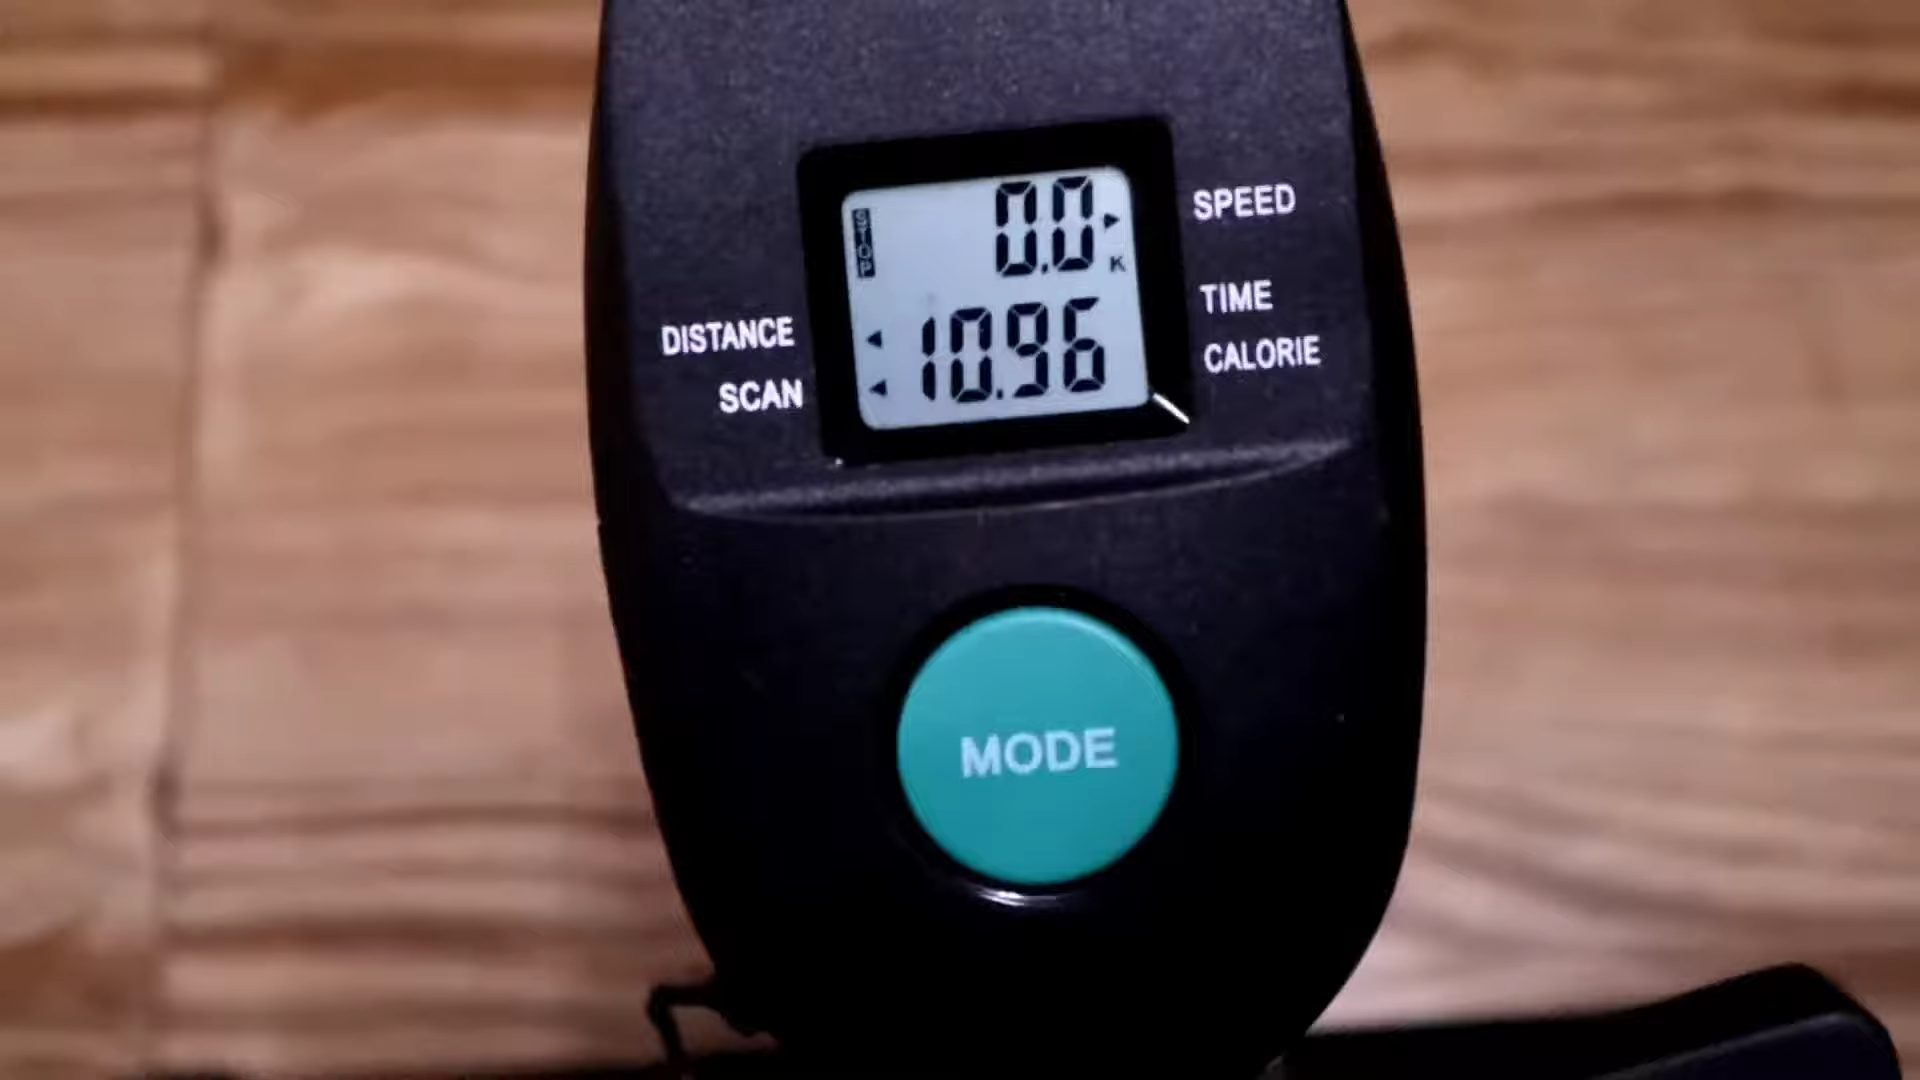 STOP
0.0
K
SPEED
DISTANCE
SCAN
10.96
TIME
CALORIE
MODE